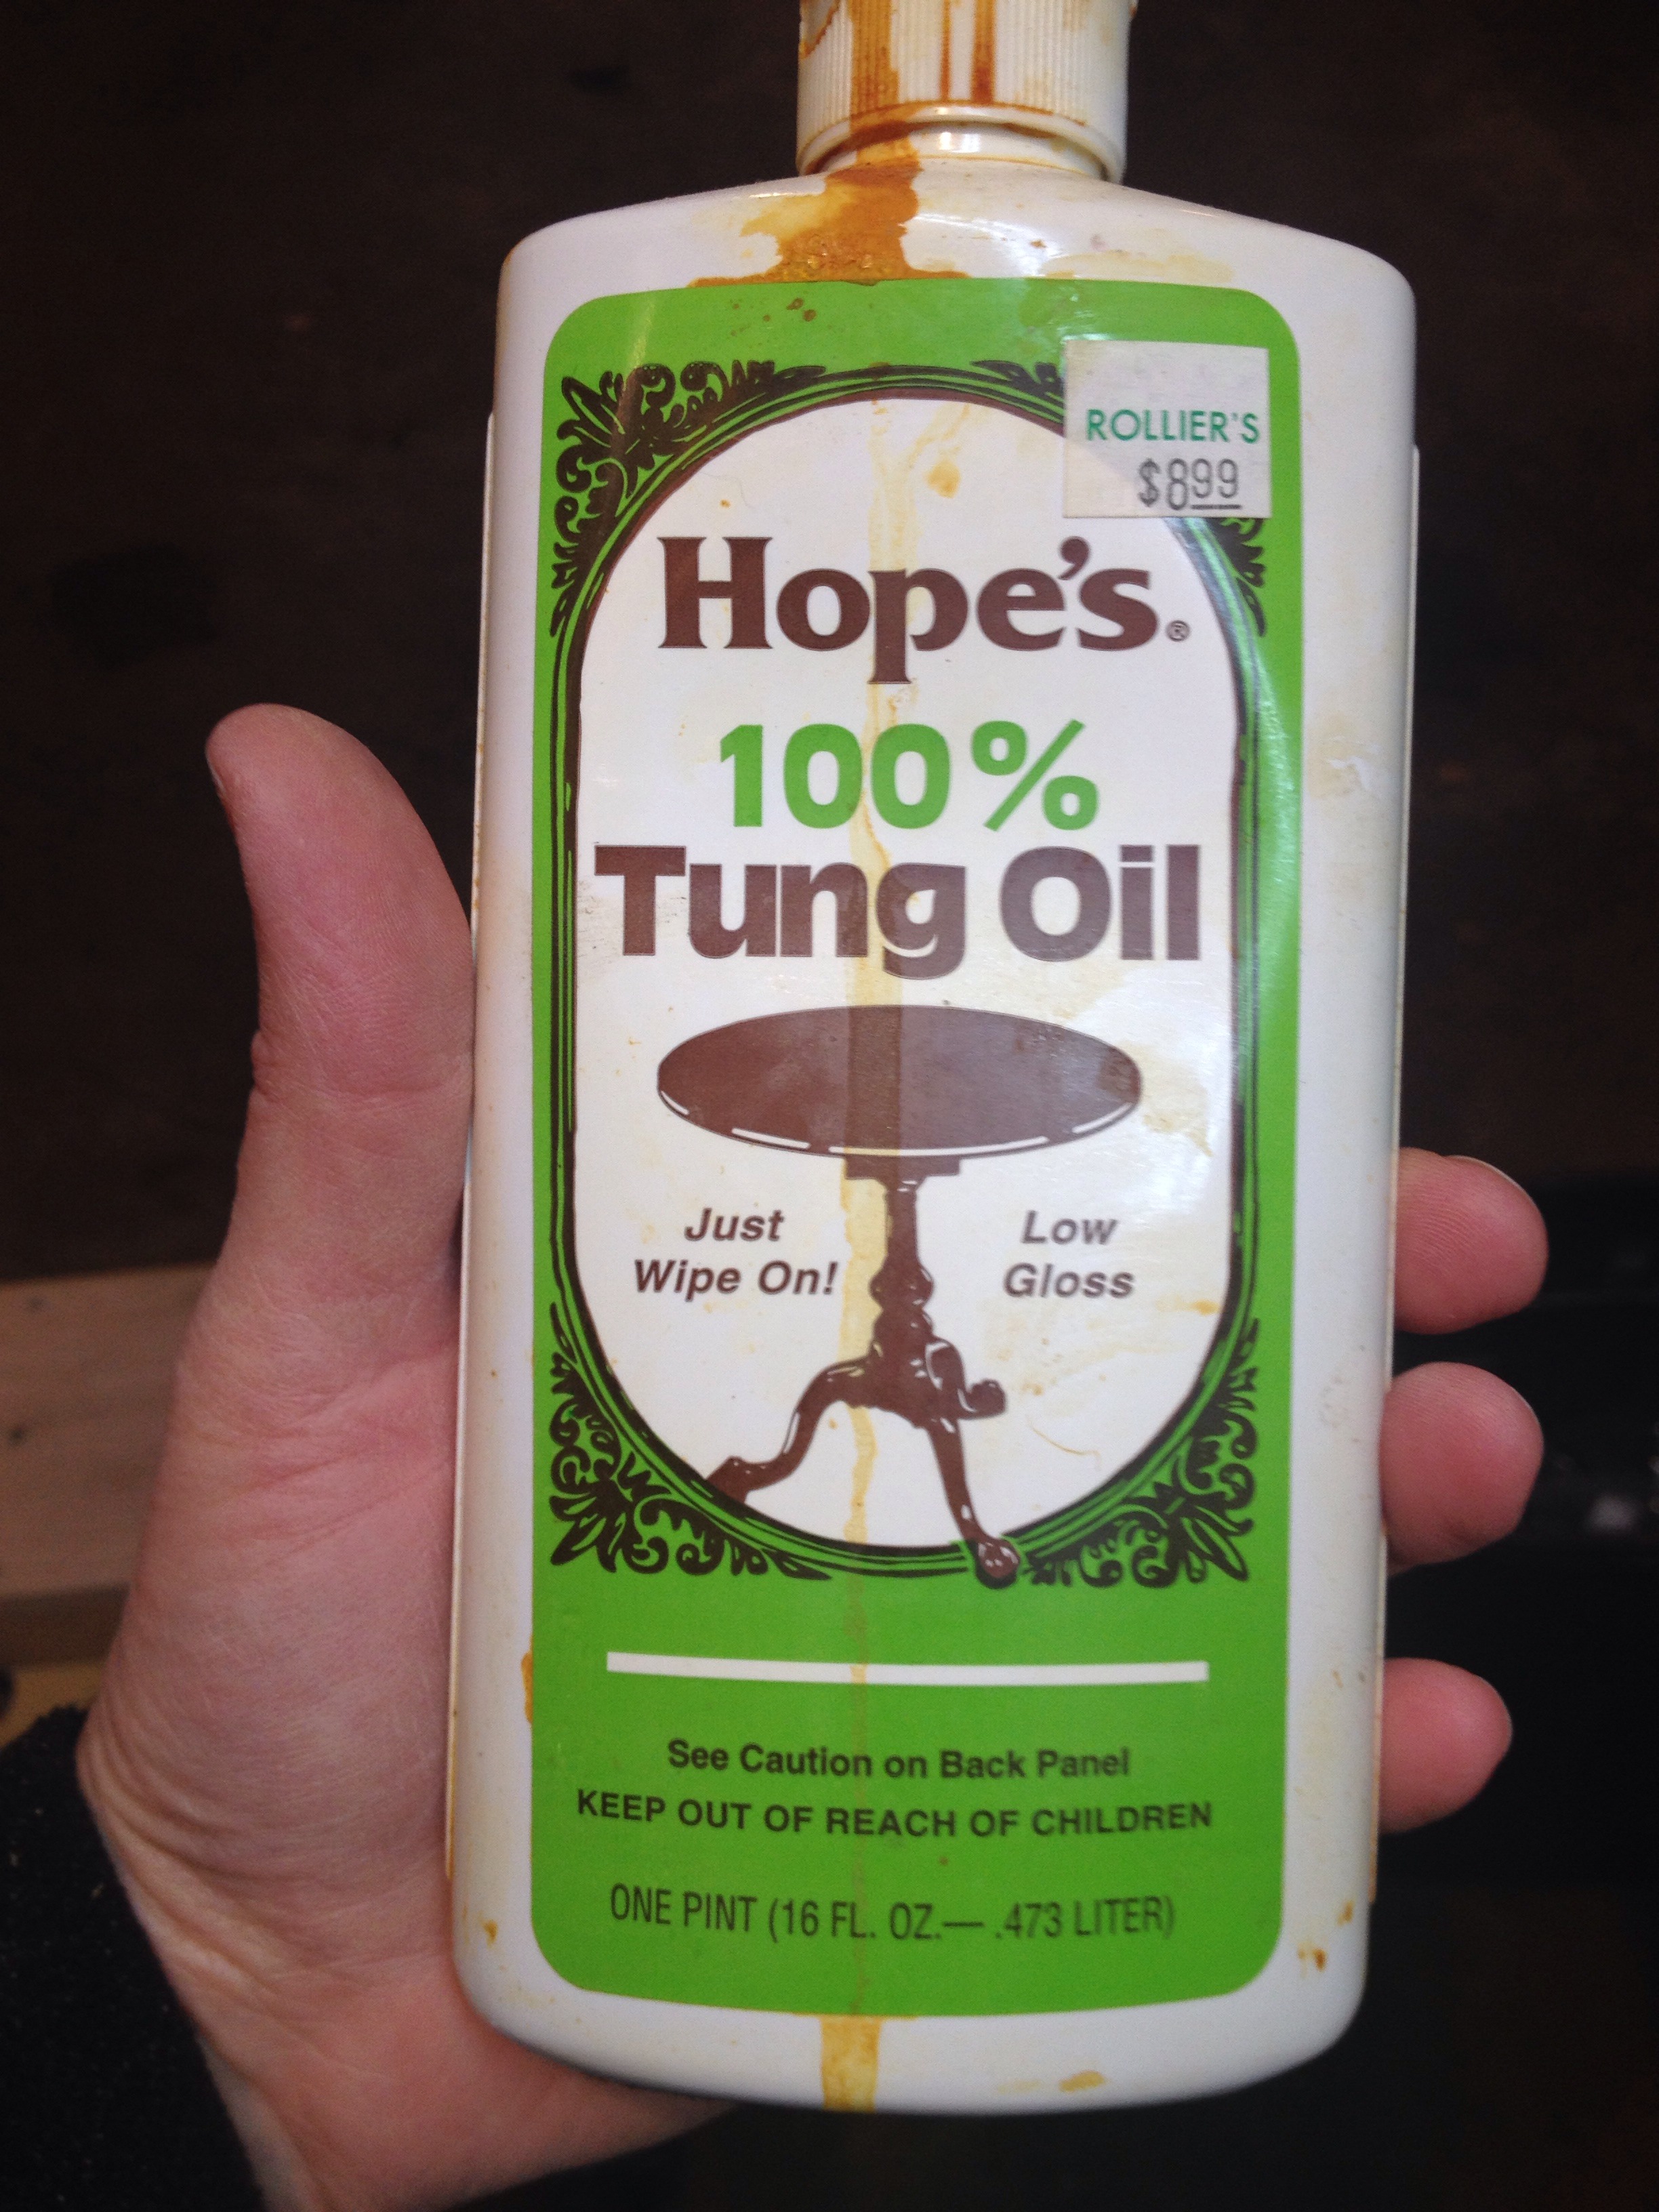 ROLLIER'S
$8.99
Hope's®
100%
Tung Oil
Just
Wipe On!
Low
Gloss
See Caution on Back Panel
KEEP OUT OF REACH OF CHILDREN
ONE PINT (16 FL. OZ.— .473 LITER)